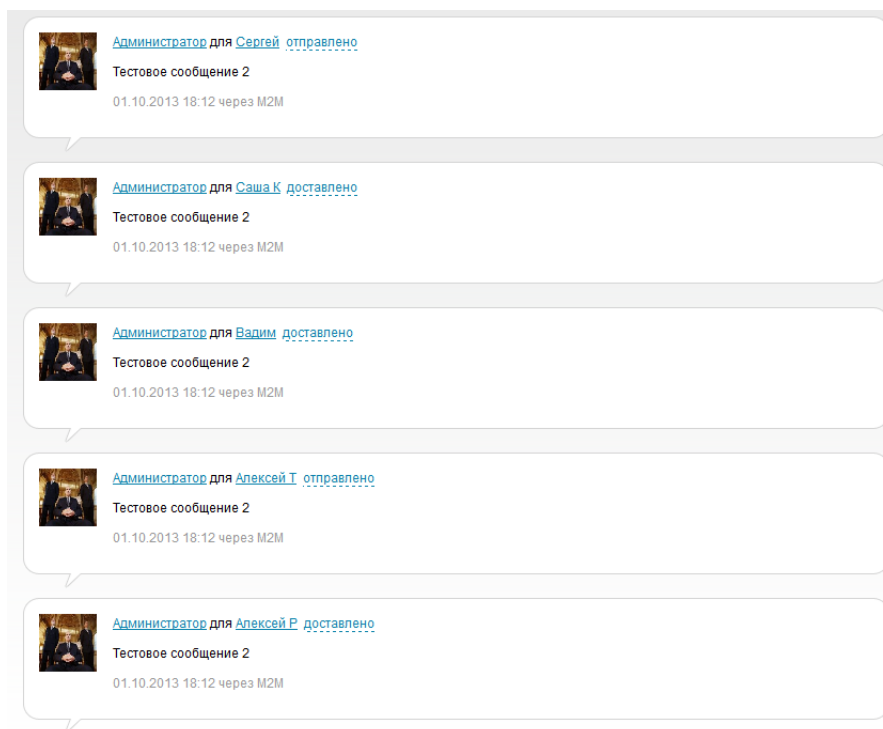 Администратор для Сергей отправлено
Тестовое сообщение 2
01.10.2013 18:12 через M2M
Администратор для Саша К доставлено
Тестовое сообщение 2
01.10.2013 18:12 через M2M
Администратор для Вадим доставлено
Тестовое сообщение 2
01.10.2013 18:12 через M2M
Администратор для Алексей Т отправлено
Тестовое сообщение 2
01.10.2013 18:12 через M2M
Администратор для Алексей Р доставлено
Тестовое сообщение 2
01.10.2013 18:12 через M2M